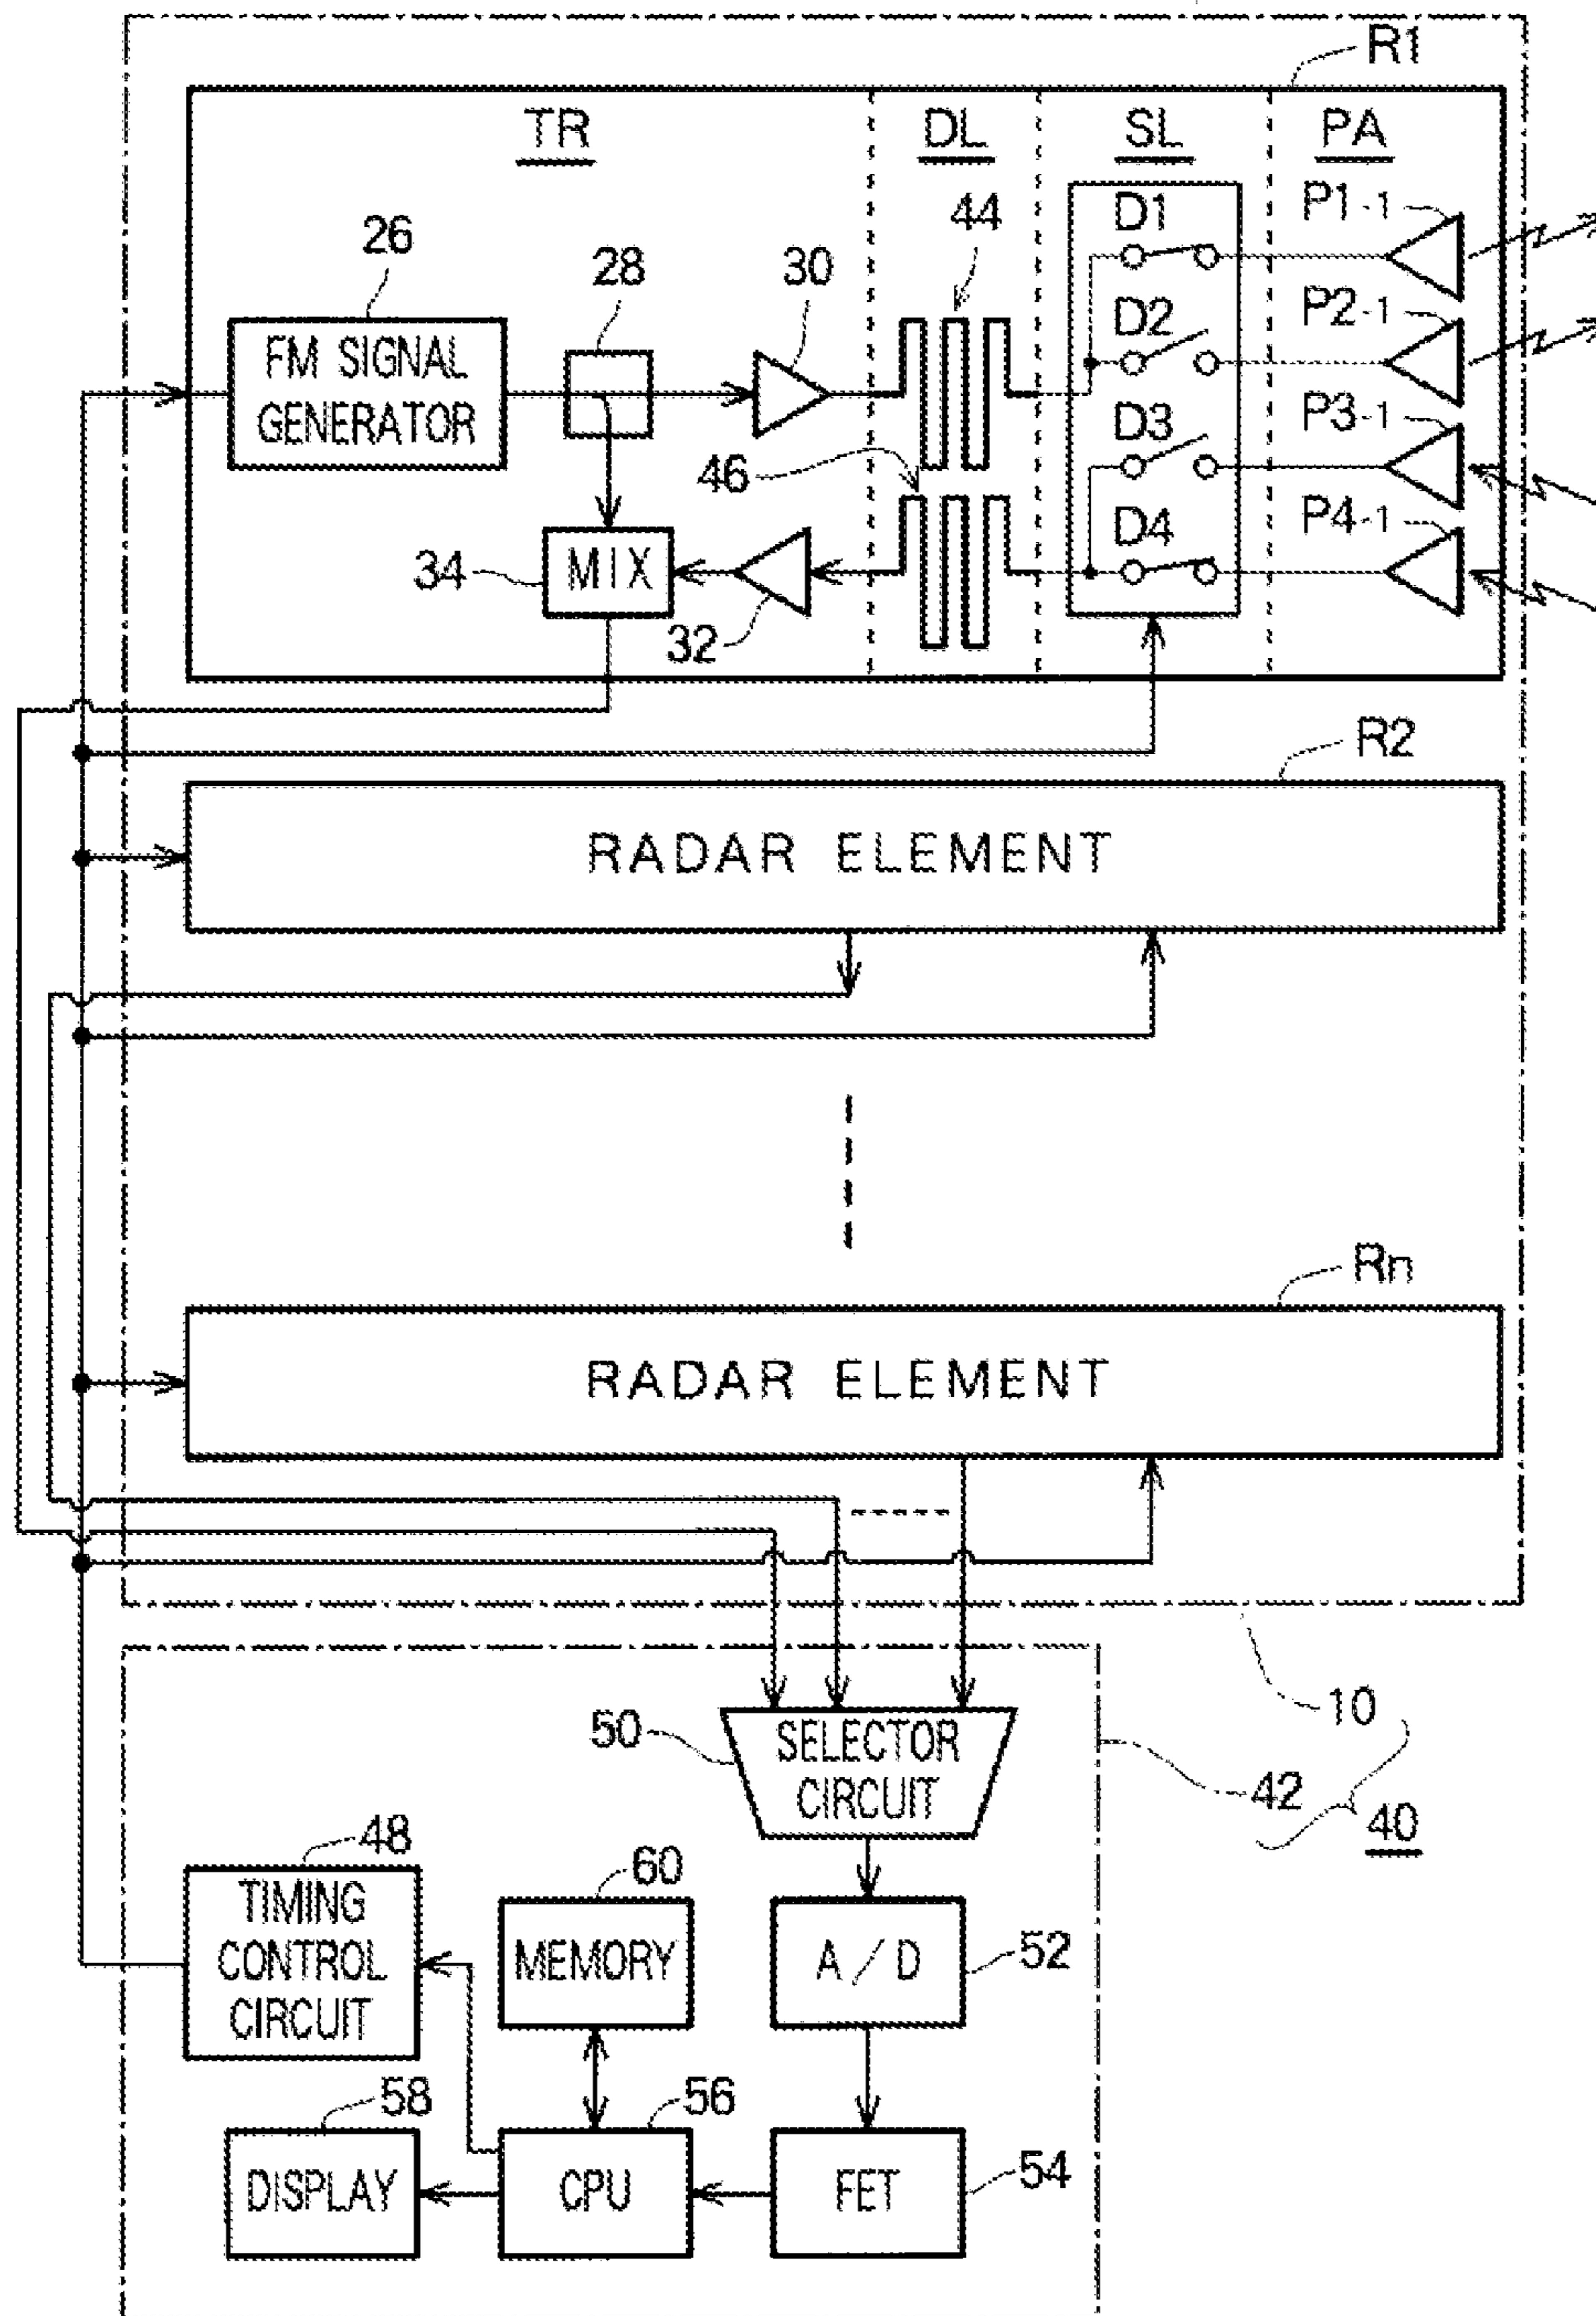 R1
TR
DL
SL
PA
26
28
30
44
D1
P1-1
FM SIGNAL
GENERATOR
D2
P2-1
46
D3
P3-1
34
MIX
32
D4
P4-1
R2
RADAR ELEMENT
Rn
RADAR ELEMENT
10
50
SELECTOR
CIRCUIT
42
40
48
TIMING
CONTROL
CIRCUIT
60
MEMORY
A/D
52
58
DISPLAY
56
CPU
FET
54